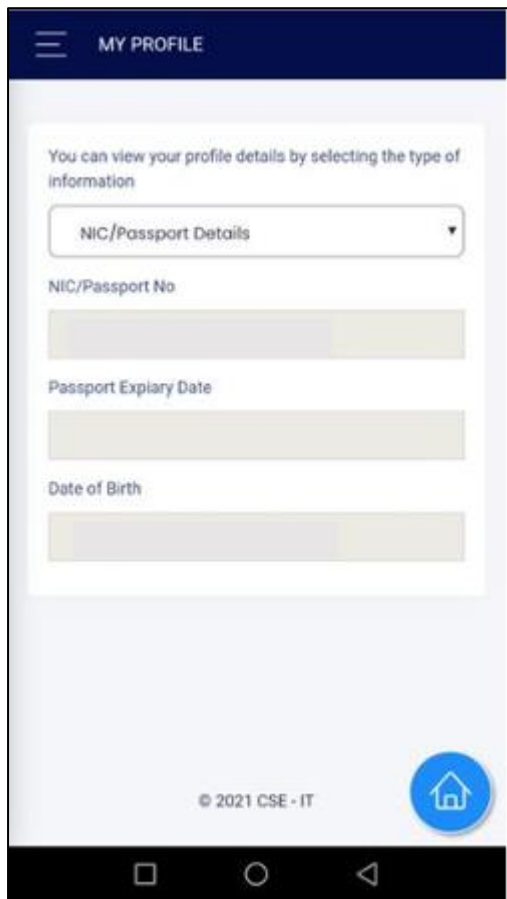 MY PROFILE
You can view your profile details by selecting the type of
information
NIC/Passport Details
NIC/Passport No
Passport Expiary Date
Date of Birth
© 2021 CSE - IT